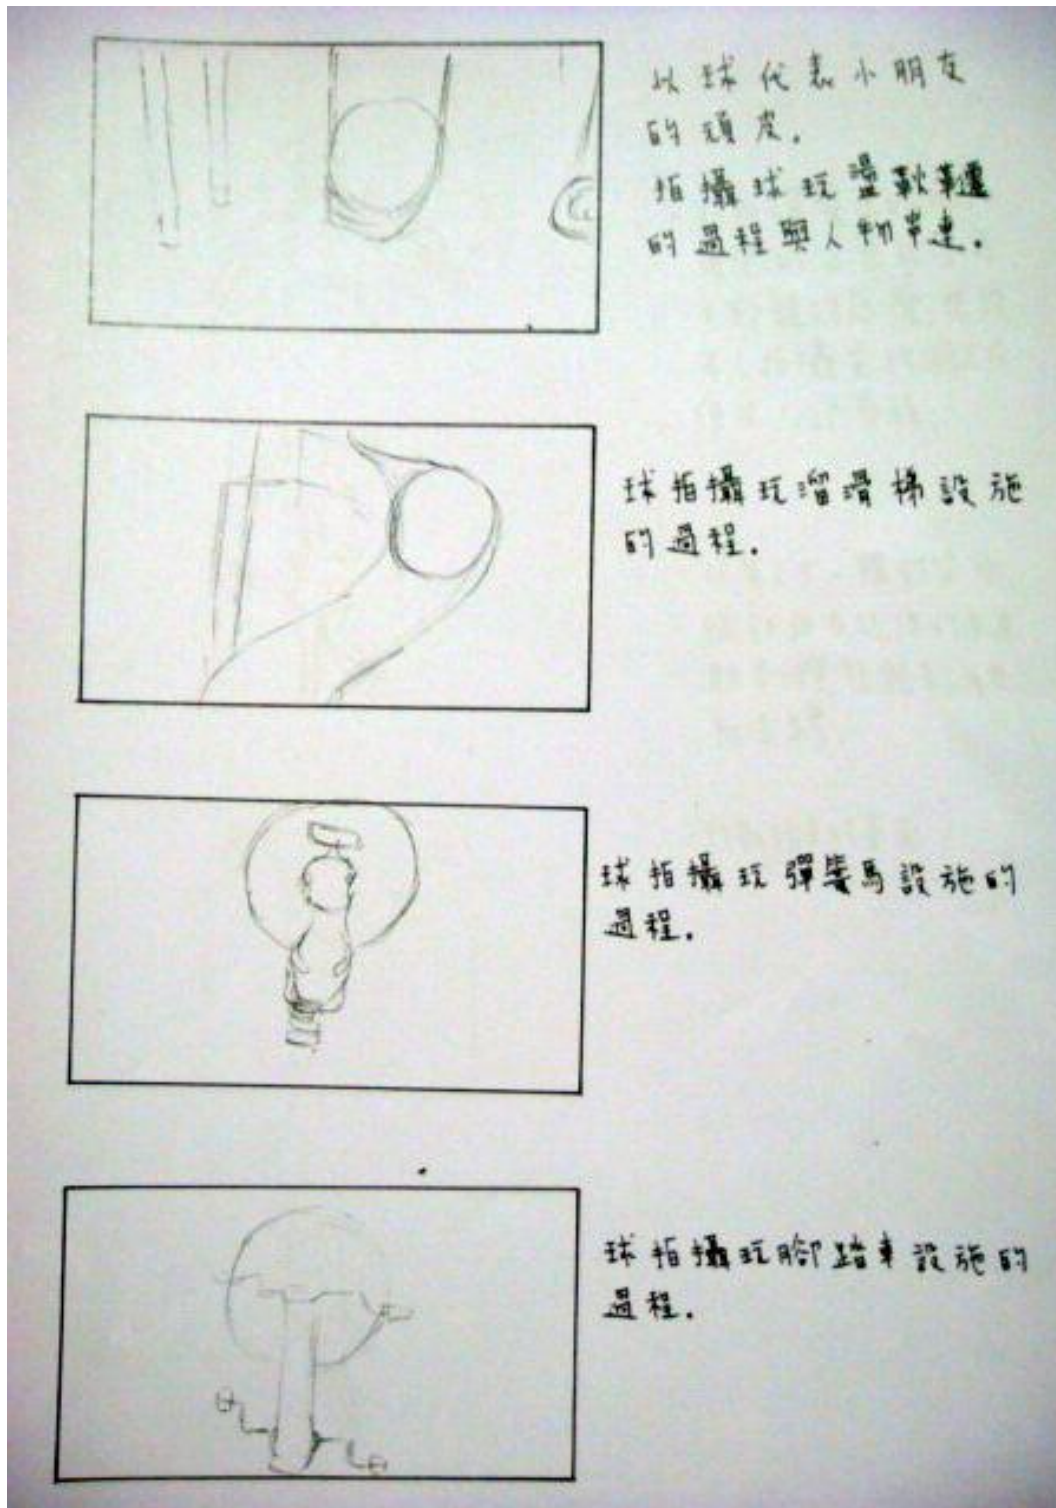 以球代表小朋友
的頑皮.
拍攝球玩盪鞦韆
的過程與人物串連.
球拍攝玩溜滑梯設施
的過程.
球拍攝玩彈簧馬設施的
過程.
球拍攝玩腳踏車設施的
過程.